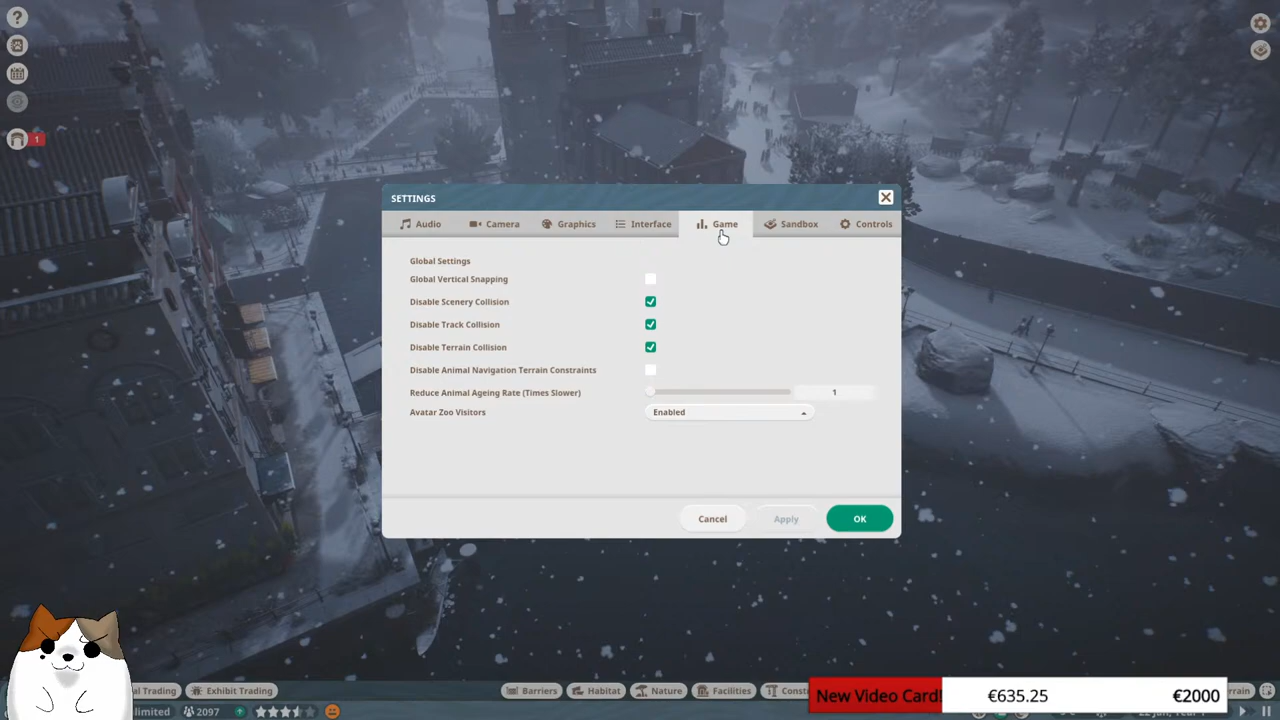 ?
1
SETTINGS
Audio Camera Graphics Interface Game Sandbox Controls
Global Settings
Global Vertical Snapping
Disable Scenery Collision
Disable Track Collision
Disable Terrain Collision
Disable Animal Navigation Terrain Constraints
Reduce Animal Ageing Rate (Times Slower) 1
Avatar Zoo Visitors Enabled
Cancel Apply OK
Trading Exhibit Trading Barriers Habitat Nature Facilities
2097
New Video Card! €635.25 €2000